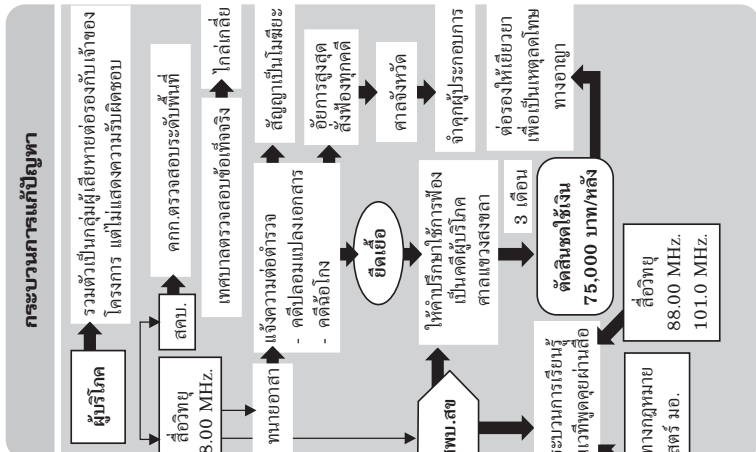 กระบวนการแก้ปัญหา
ผู้บริโภค
รวมตัวเป็นกลุ่มผู้เสียหายต่อรองกับเจ้าของ
โครงการ แต่ไม่แสดงความรับผิดชอบ
สคบ.
คกก.ตรวจสอบระดับพื้นที่
สื่อวิทยุ
8.00 MHz.
เทศบาลตรวจสอบข้อเท็จจริง
ไกล่เกลี่ย
ทนายอาสา
แจ้งความต่อตำรวจ
- คดีปลอมแปลงเอกสาร
- คดีฉ้อโกง
สัญญาเป็นโมฆียะ
อัยการสูงสุด
สั่งฟ้องทุกคดี
ศาลจังหวัด
ยืดเยื้อ
จำคุกผู้ประกอบการ
สพบ.สข
ให้คำปรึกษาใช้การฟ้อง
เป็นคดีผู้บริโภค
ศาลแขวงสงขลา
3 เดือน
ต่อรองให้เยียวยา
เพื่อเป็นเหตุลดโทษ
ทางอาญา
ตัดสินชดใช้เงิน
75,000 บาท/หลัง
ระบวนการเรียนรู้
นเวทีพูดคุยผ่านสื่อ
สื่อวิทยุ
88.00 MHz.
101.0 MHz.
ทางกฎหมาย
สตร์ มอ.